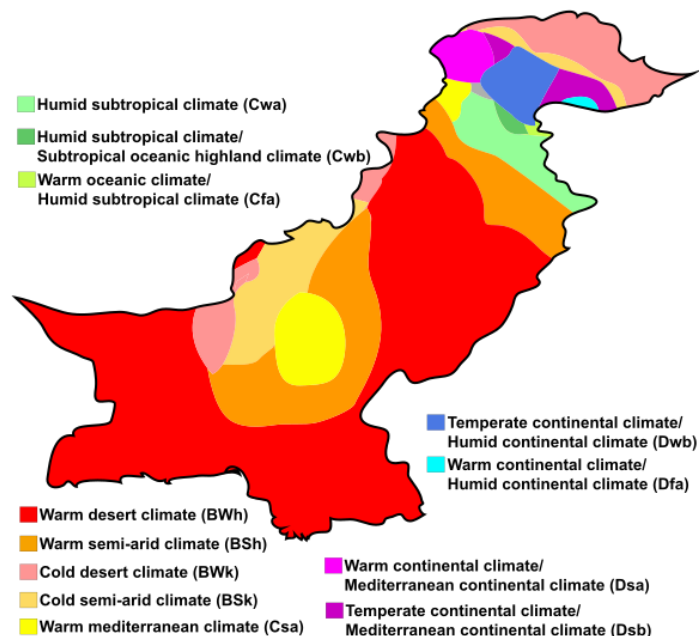 Humid subtropical climate (Cwa)
Humid subtropical climate/
Subtropical oceanic highland climate (Cwb)
Warm oceanic climate/
Humid subtropical climate (Cfa)
Temperate continental climate/
Humid continental climate (Dwb)
Warm continental climate/
Humid continental climate (Dfa)
Warm desert climate (BWh)
Warm semi-arid climate (BSh)
Cold desert climate (BWk)
Cold semi-arid climate (BSk)
Warm mediterranean climate (Csa)
Warm continental climate/
Mediterranean continental climate (Dsa)
Temperate continental climate/
Mediterranean continental climate (Dsb)